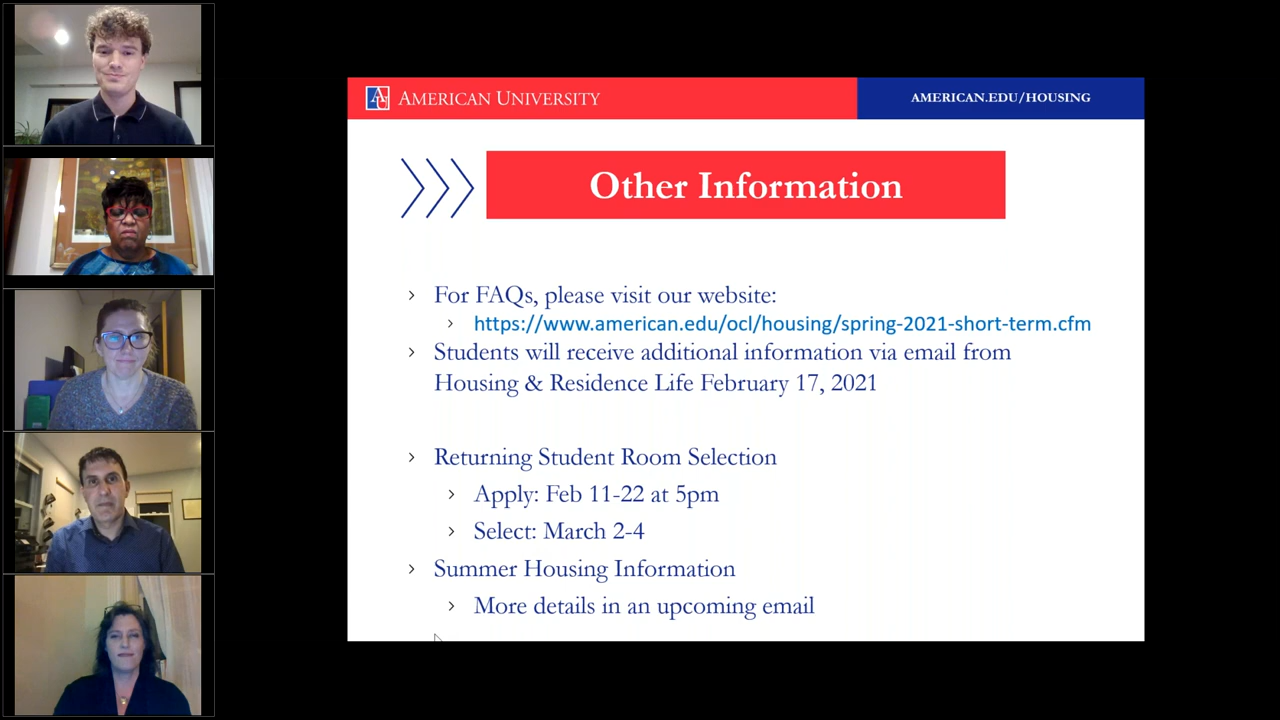 AMERICAN UNIVERSITY
AMERICAN.EDU/HOUSING
Other Information
For FAQs, please visit our website:
https://www.american.edu/ocl/housing/spring-2021-short-term.cfm
Students will receive additional information via email from
Housing & Residence Life February 17, 2021
Returning Student Room Selection
Apply: Feb 11-22 at 5pm
Select: March 2-4
Summer Housing Information
More details in an upcoming email